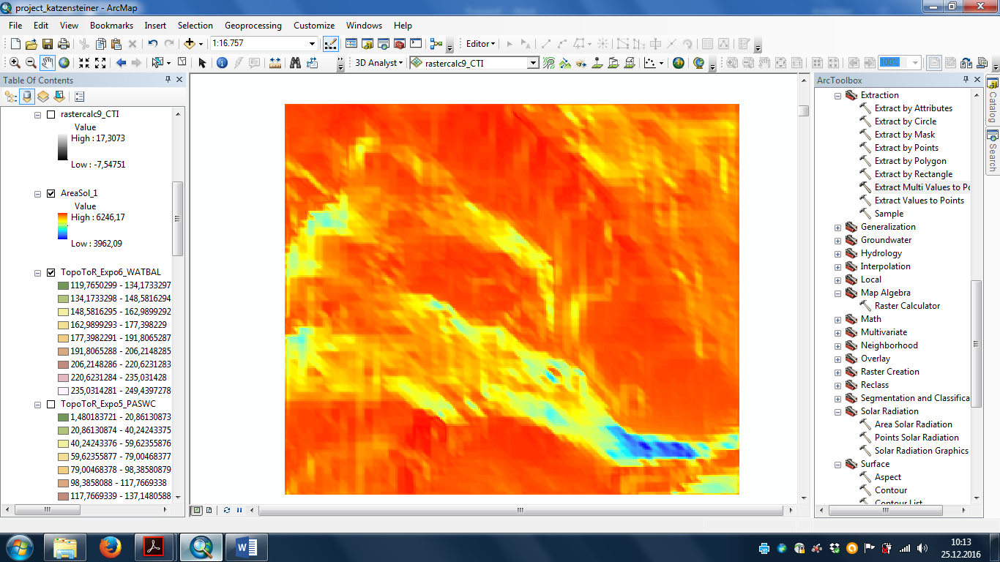 project_katzensteiner - ArcMap
File Edit View Bookmarks Insert Selection Geoprocessing Customize Windows Help
1:16.757 Editor
3D Analyst rastercalc9_CTI 100%
Table Of Contents
rastercalc9_CTI
Value
High : 17,3073
Low : -7,54751
AreaSol_1
Value
High : 6246,17
Low : 3962,09
TopoToR_Expo6_WATBAL
119,7650299 - 134,1733297
134,1733298 - 148,5816294
148,5816295 - 162,9899292
162,9899293 - 177,398229
177,3982291 - 191,8065287
191,8065288 - 206,2148285
206,2148286 - 220,6231283
220,6231284 - 235,031428
235,0314281 - 249,4397278
TopoToR_Expo5_PASWC
1,480183721 - 20,86130873
20,86130874 - 40,24243375
40,24243376 - 59,62355876
59,62355877 - 79,00468377
79,00468378 - 98,38580879
98,3858088 - 117,7669338
117,7669339 - 137,1480588
ArcToolbox
Extraction
Extract by Attributes
Extract by Circle
Extract by Mask
Extract by Points
Extract by Polygon
Extract by Rectangle
Extract Multi Values to Po
Extract Values to Points
Sample
Generalization
Groundwater
Hydrology
Interpolation
Local
Map Algebra
Raster Calculator
Math
Multivariate
Neighborhood
Overlay
Raster Creation
Reclass
Segmentation and Classifica
Solar Radiation
Area Solar Radiation
Points Solar Radiation
Solar Radiation Graphics
Surface
Aspect
Contour
Contour List
Catalog
Search
10:13
25.12.2016